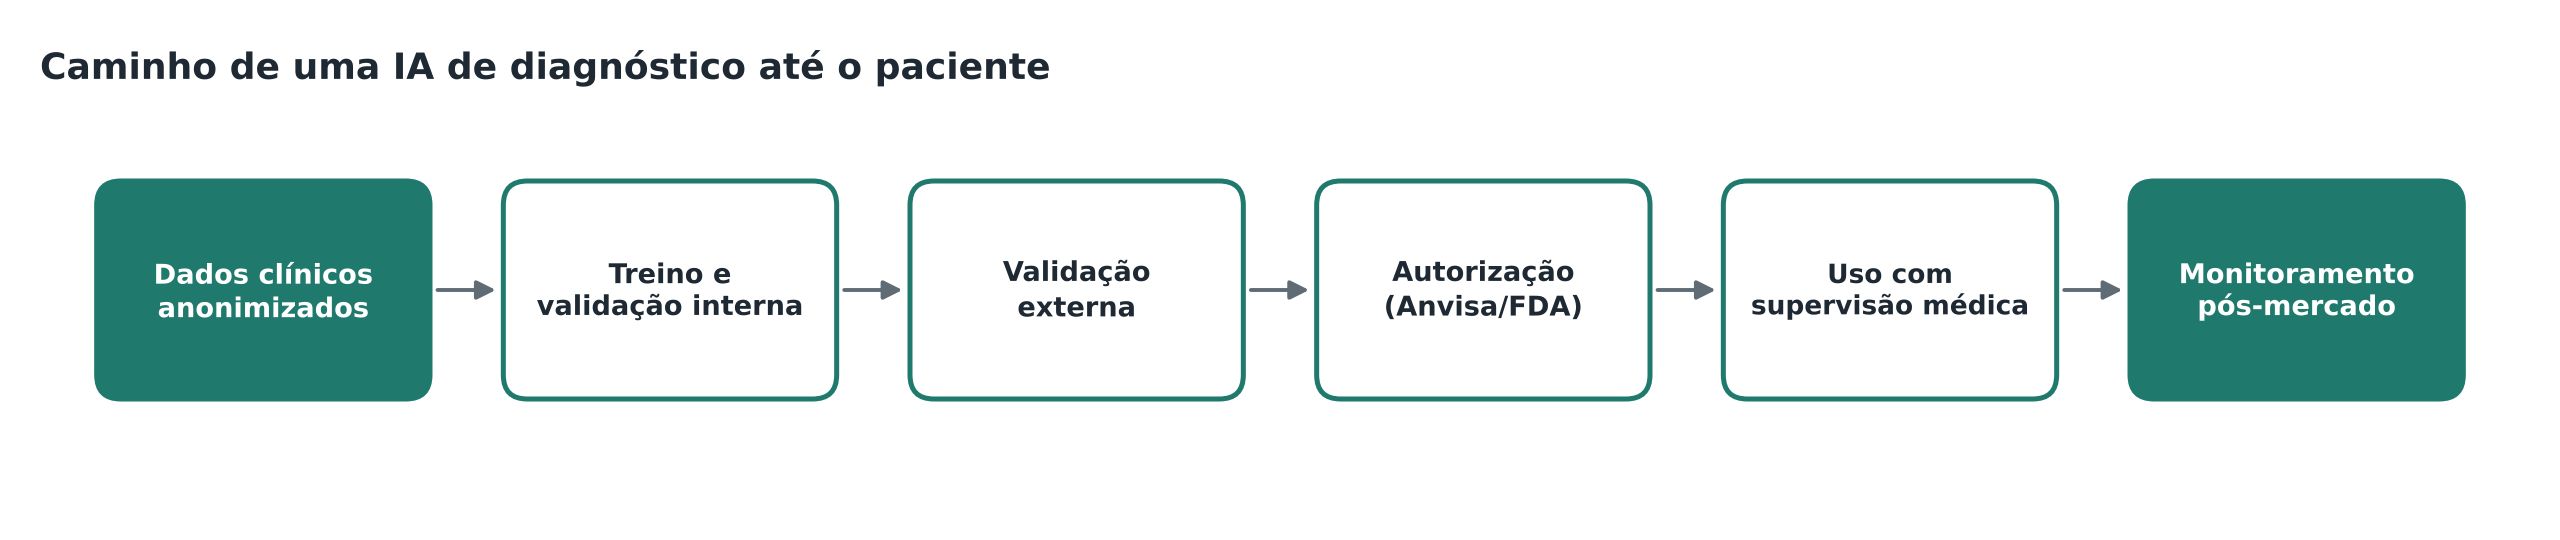 Caminho de uma IA de diagnóstico até o paciente
Dados clínicos
anonimizados
Treino e
validação interna
Validação
externa
Autorização
(Anvisa/FDA)
Uso com
supervisão médica
Monitoramento
pós-mercado